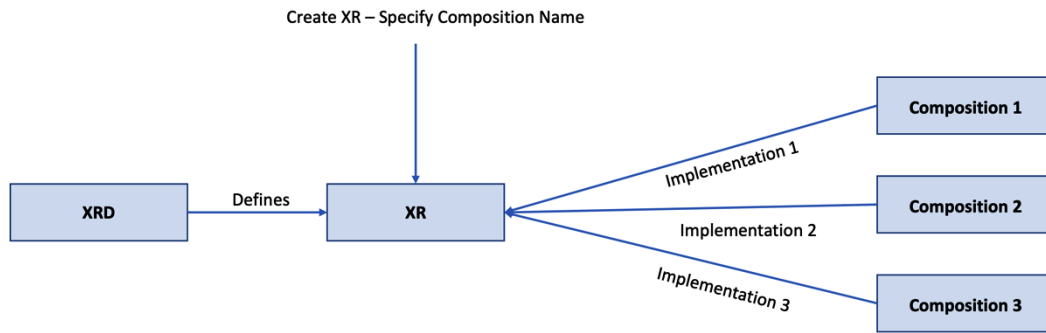 Create XR – Specify Composition Name
Composition 1
Implementation 1
XRD
Defines
XR
Composition 2
Implementation 2
Implementation 3
Composition 3